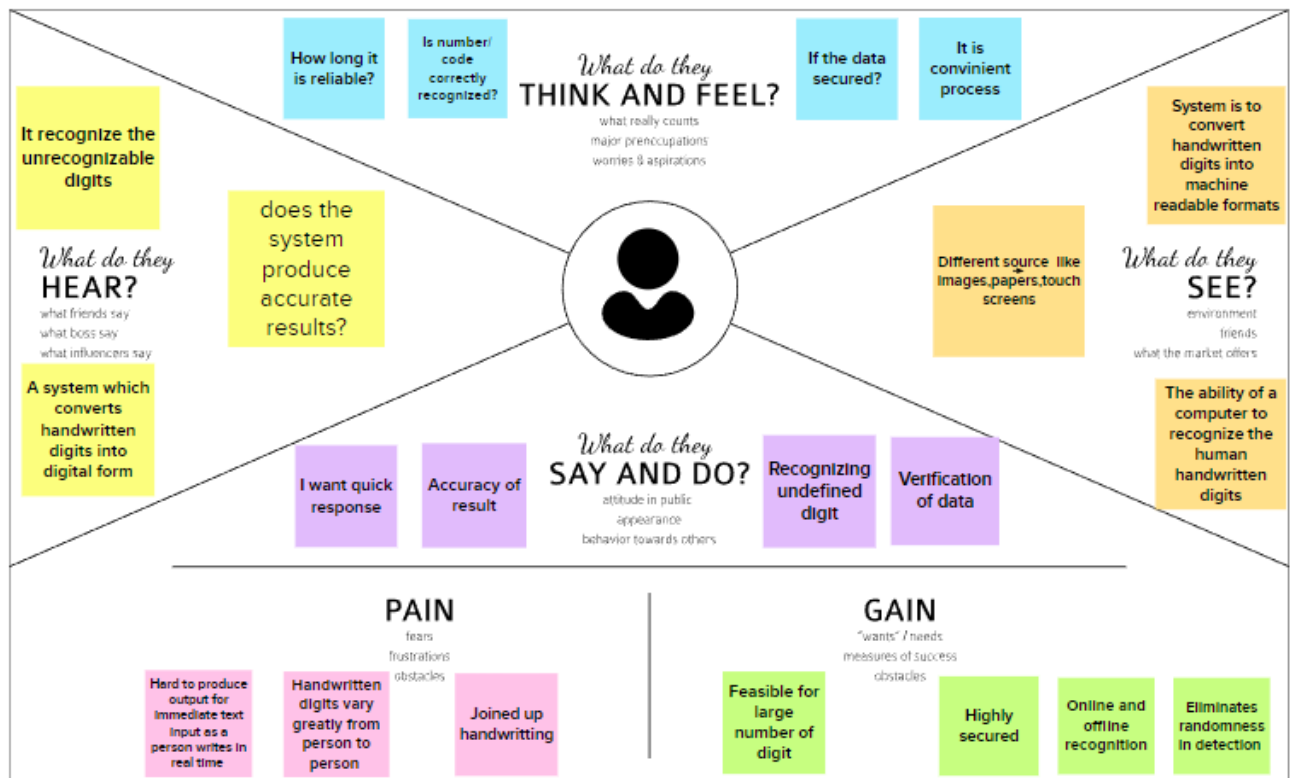 How long it
is reliable?
Is number/
code
correctly
recognized?
What do they
THINK AND FEEL?
what really counts
major prenccupations
worries & aspirations
If the data
secured?
It is
convinient
process
It recognize the
unrecognizable
digits
does the
system
produce
accurate
results?
What do they
HEAR?
what friends say
what boss say
what influencers say
A system which
converts
handwritten
digits into
digital form
System is to
convert
handwritten
digits into
machine
readable formats
Different source like
images,papers,touch
screens
What do they
SEE?
environment
friends
what the market offers
The ability of a
computer to
recognize the
human
handwritten
digits
I want quick
response
Accuracy of
result
What do they
SAY AND DO?
attitude in public
appearance
behavior towards others
Recognizing
undefined
digit
Verification
of data
PAIN
fears
frustrations
obstacles
Hard to produce
output for
immediate text
input as a
person writes in
real time
Handwritten
digits vary
greatly from
person to
person
Joined up
handwritting
GAIN
"wants" / needs
measures of success
obstacles
Feasible for
large
number of
digit
Highly
secured
Online and
offline
recognition
Eliminates
randomness
in detection